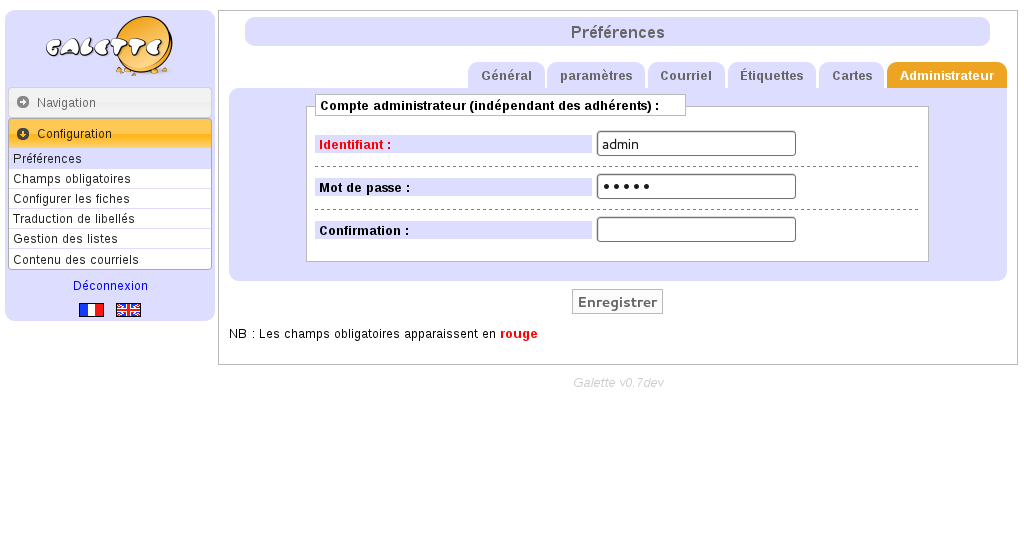 GALETTE
Navigation
Configuration
Préférences
Champs obligatoires
Configurer les fiches
Traduction de libellés
Gestion des listes
Contenu des courriels
Déconnexion
Préférences
Général paramètres Courriel Étiquettes Cartes Administrateur
Compte administrateur (indépendant des adhérents) :
Identifiant : admin
Mot de passe : •••••
Confirmation :
Enregistrer
NB : Les champs obligatoires apparaissent en rouge
Galette v0.7dev